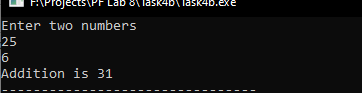 F:\Projects\PF Lab 8\Task4b\Task4b.exe
Enter two numbers
25
6
Addition is 31
--------------------------------